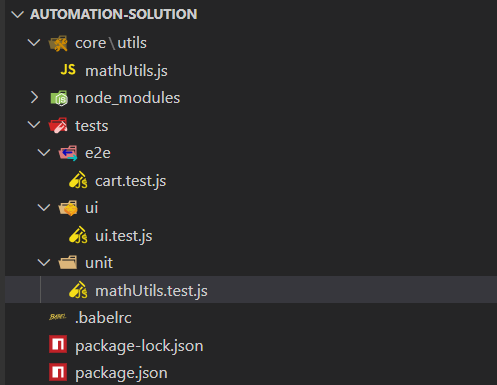 AUTOMATION-SOLUTION
core\utils
JS mathUtils.js
node_modules
tests
e2e
cart.test.js
ui
ui.test.js
unit
mathUtils.test.js
BABEL .babelrc
package-lock.json
package.json